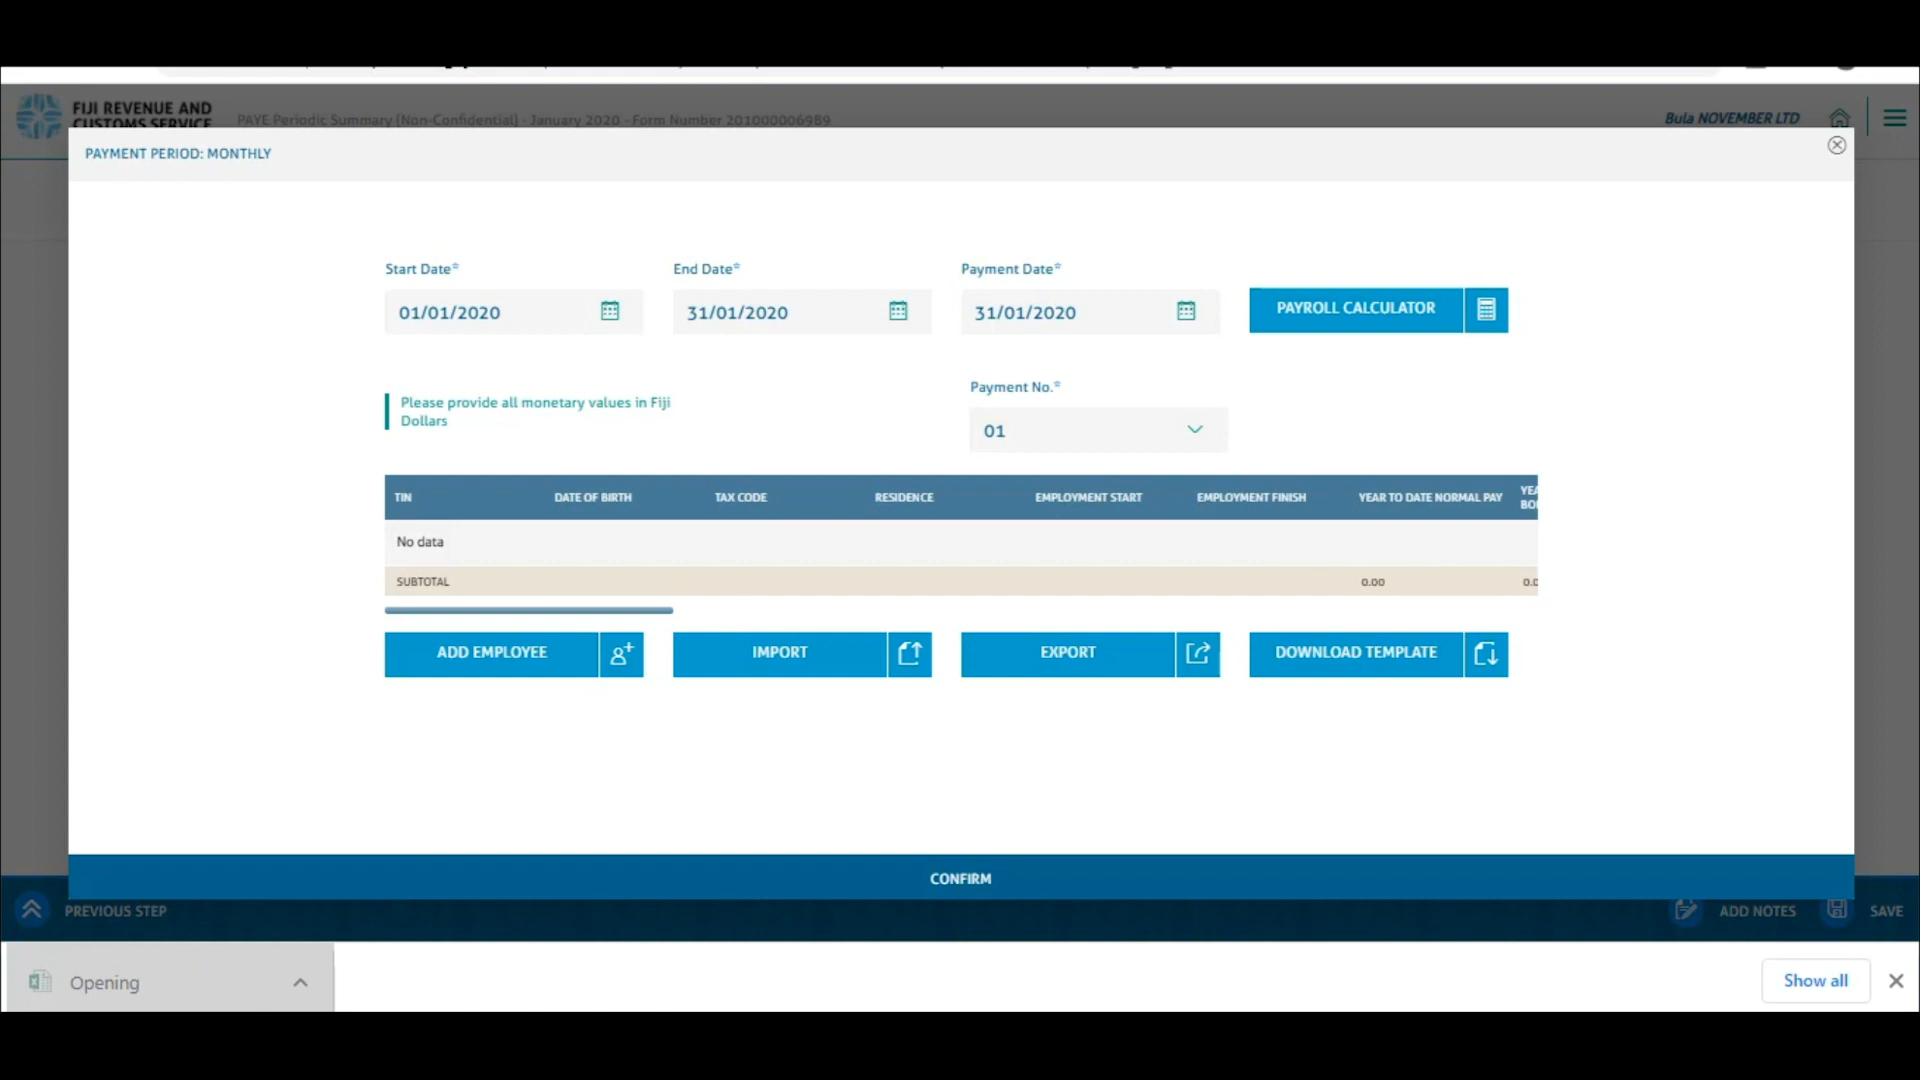 FIJI REVENUE AND
CUSTOMS SERVICE
PAYE Periodic Summary (Non-Confidential) - January 2020 - Form Number 201000006989
Bula NOVEMBER LTD
PAYMENT PERIOD: MONTHLY
Start Date*
End Date*
Payment Date*
01/01/2020
31/01/2020
31/01/2020
PAYROLL CALCULATOR
Please provide all monetary values in Fiji
Dollars
Payment No.*
01
TIN DATE OF BIRTH TAX CODE RESIDENCE EMPLOYMENT START EMPLOYMENT FINISH YEAR TO DATE NORMAL PAY
No data
SUBTOTAL 0.00
ADD EMPLOYEE
IMPORT
EXPORT
DOWNLOAD TEMPLATE
CONFIRM
PREVIOUS STEP
ADD NOTES
SAVE
Opening
Show all